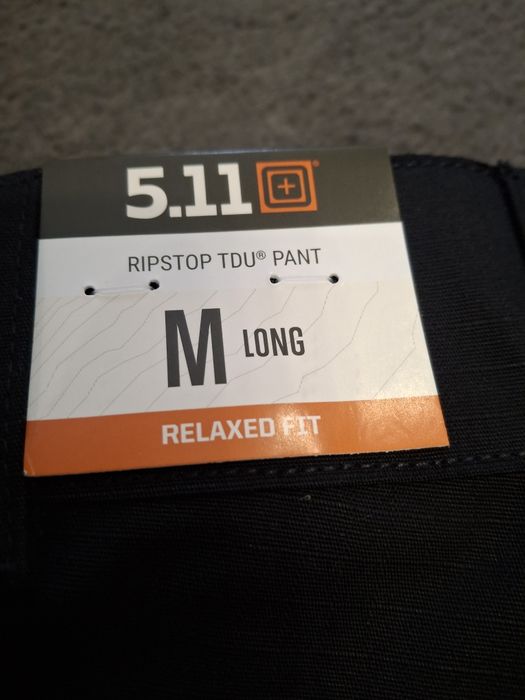 5.11®
RIPSTOP TDU® PANT
M LONG
RELAXED FIT